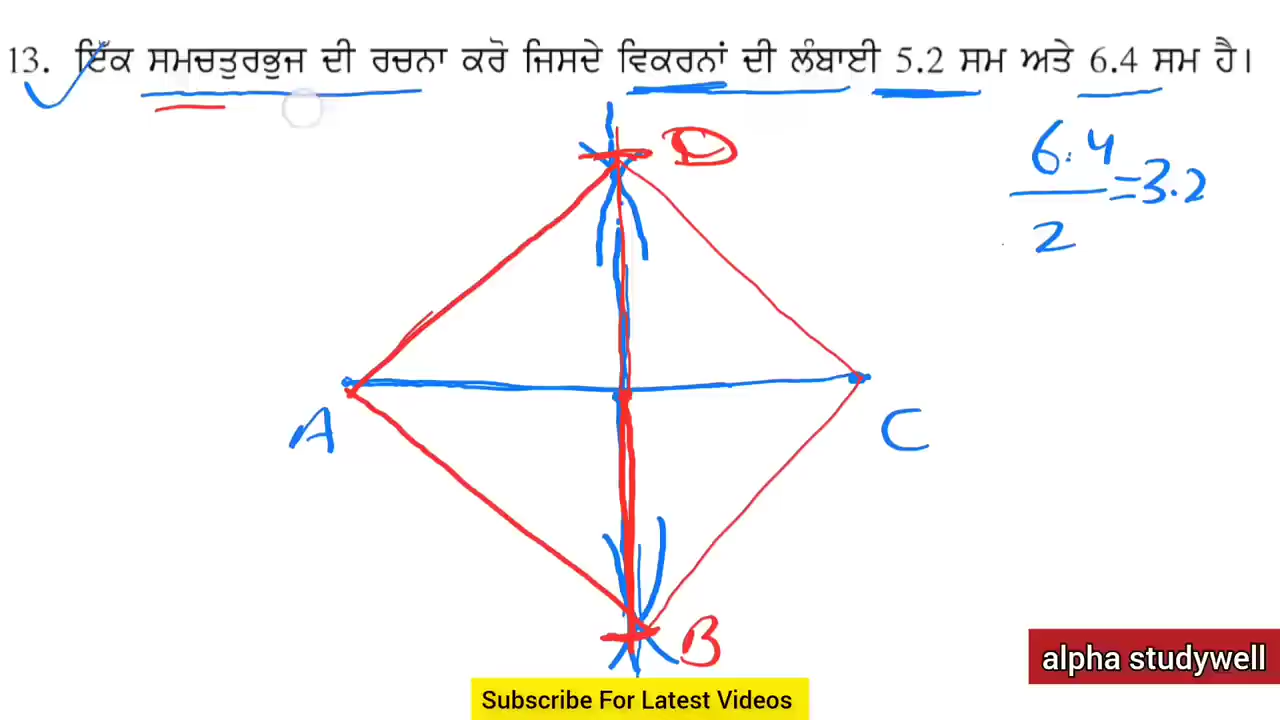 13. ਇੱਕ ਸਮਚਤੁਰਭੁਜ ਦੀ ਰਚਨਾ ਕਰੋ ਜਿਸਦੇ ਵਿਕਰਨਾਂ ਦੀ ਲੰਬਾਈ 5.2 ਸਮ ਅਤੇ 6.4 ਸਮ ਹੈ।
D
6.4
=3.2
2
A
C
B
alpha studywell
Subscribe For Latest Videos